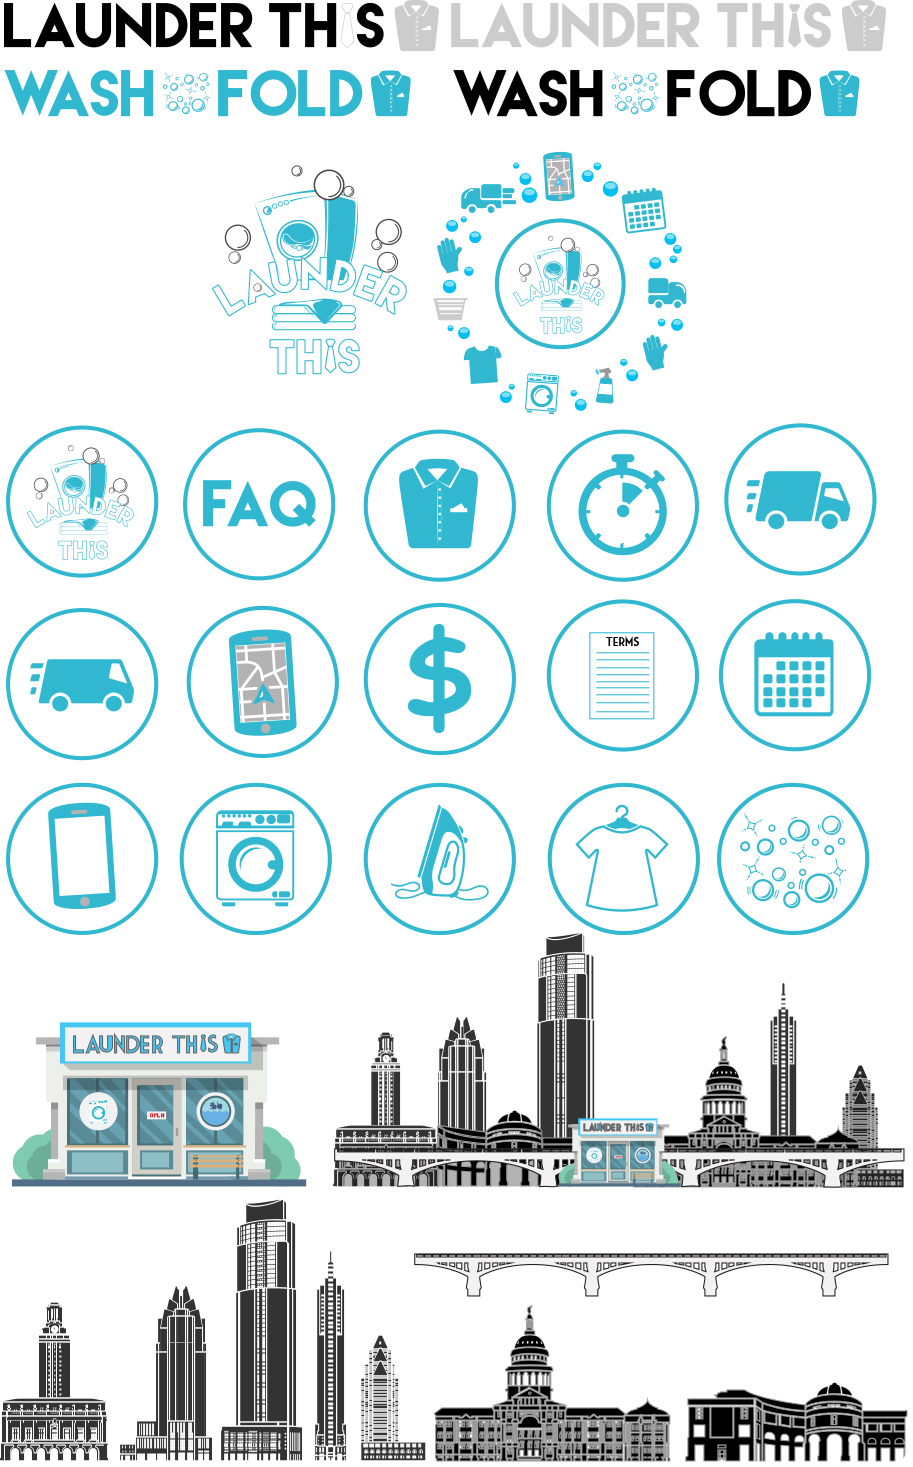 LAUNDER THIS
LAUNDER THIS
WASH FOLD
WASH FOLD
LAUNDER
THIS
LAUNDER
THIS
LAUNDER
THIS
FAQ
$
TERMS
LAUNDER THIS
OPEN
LAUNDER THIS